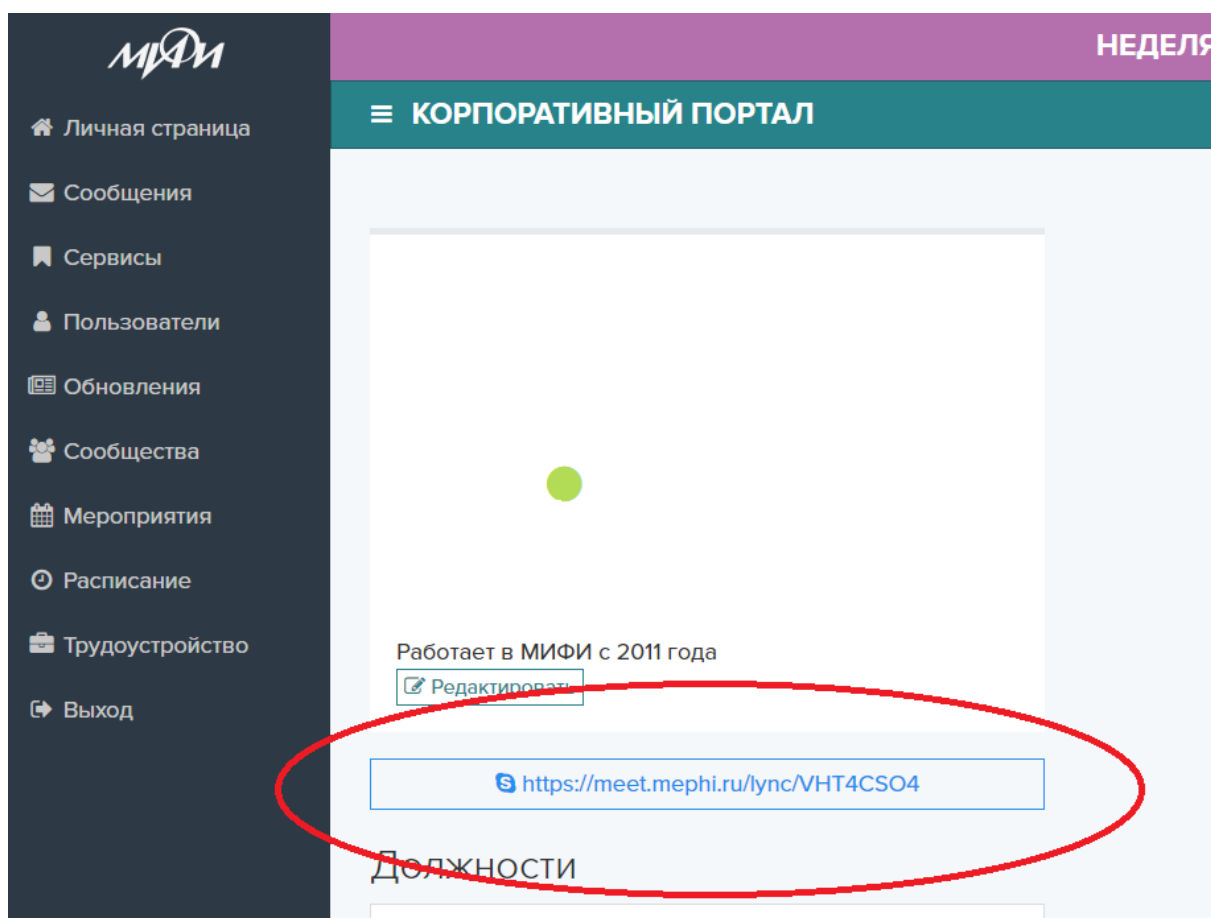 МИФИ
НЕДЕЛЯ
КОРПОРАТИВНЫЙ ПОРТАЛ
Личная страница
Сообщения
Сервисы
Пользователи
Обновления
Сообщества
Мероприятия
Расписание
Трудоустройство
Выход
Работает в МИФИ с 2011 года
Редактировать
https://meet.mephi.ru/lync/VHT4CSO4
Должности